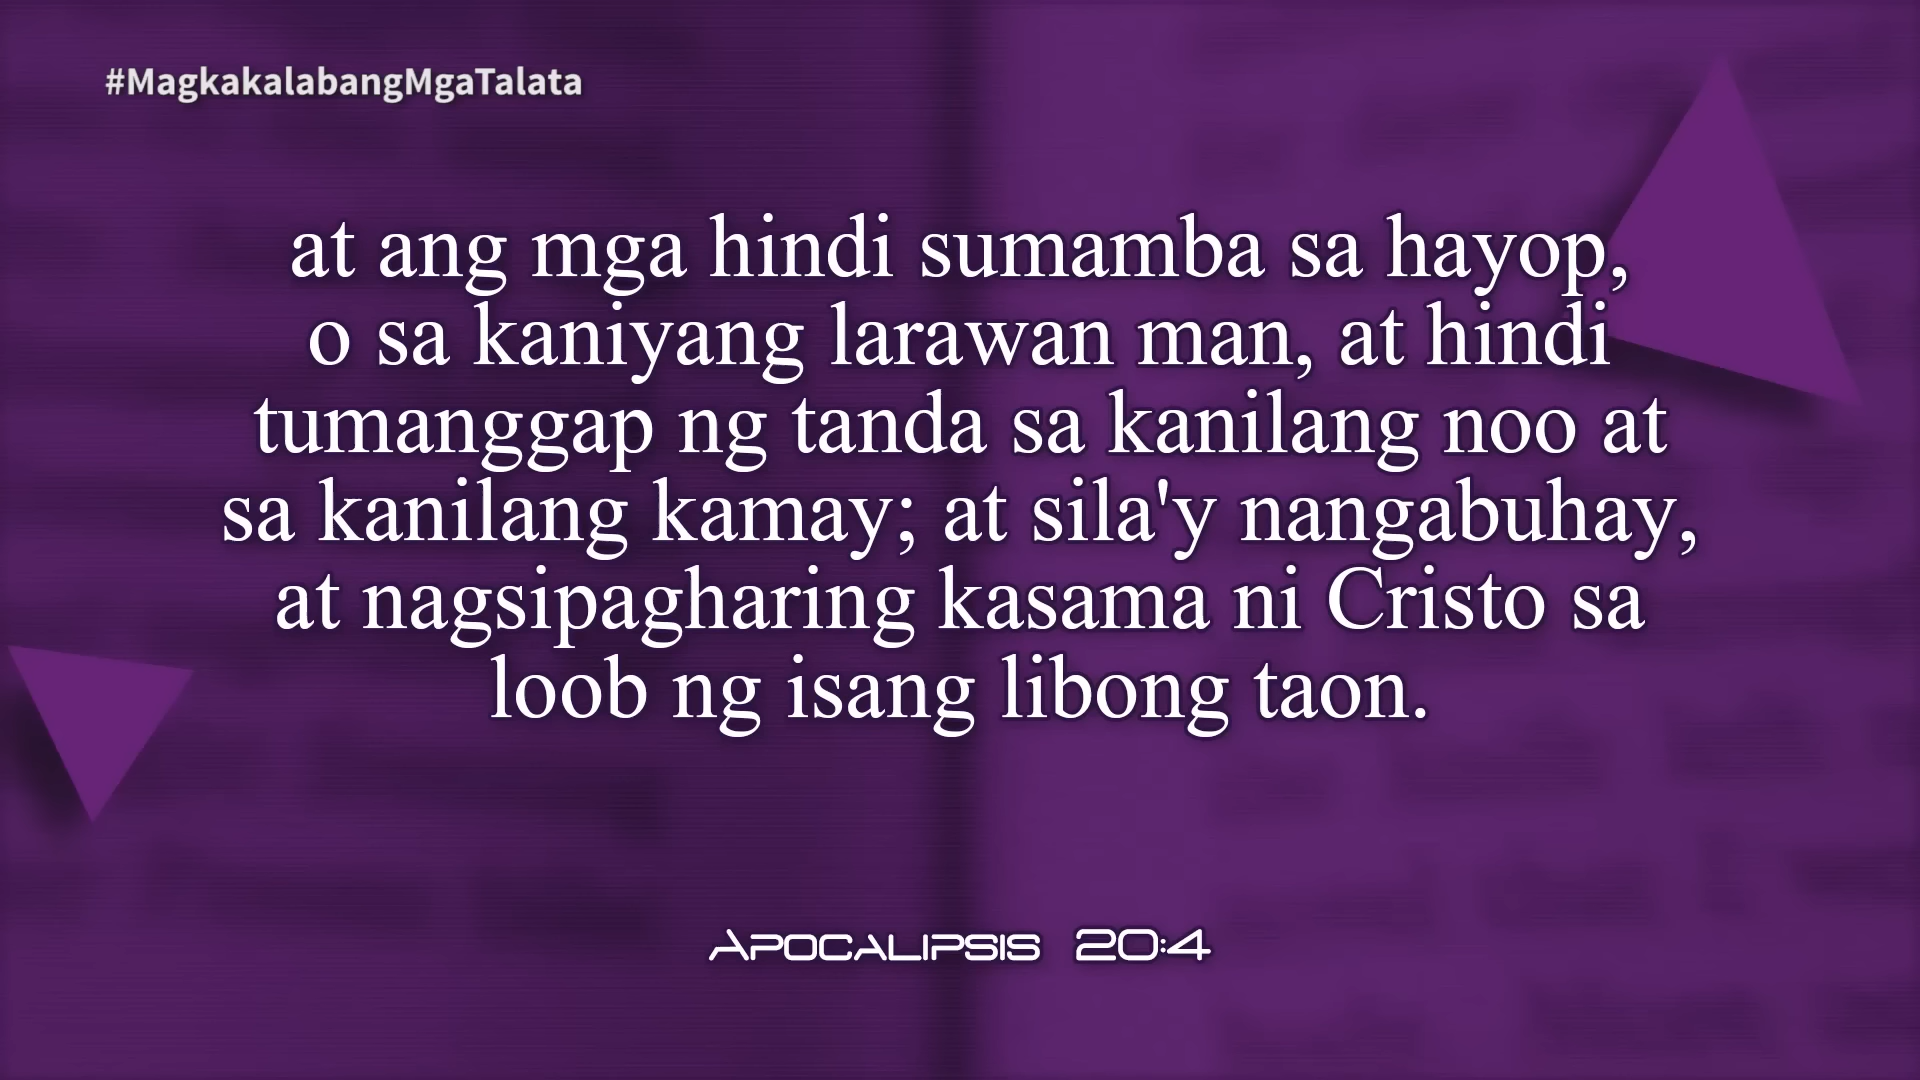 #MagkakalabangMgaTalata
at ang mga hindi sumamba sa hayop,
o sa kaniyang larawan man, at hindi
tumanggap ng tanda sa kanilang noo at
sa kanilang kamay; at sila'y nangabuhay,
at nagsipagharing kasama ni Cristo sa
loob ng isang libong taon.
Apocalipsis 20:4